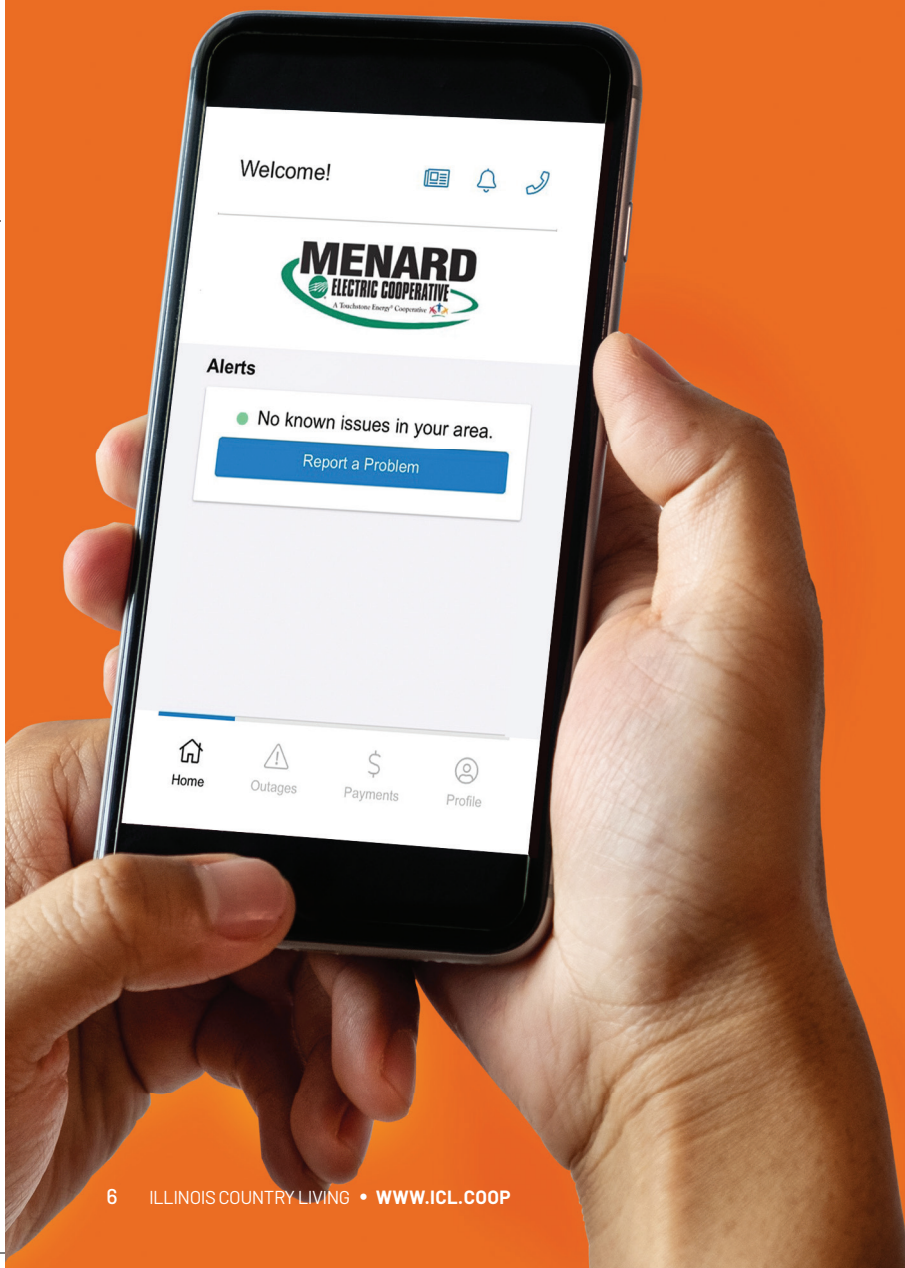 Welcome!
MENARD
ELECTRIC COOPERATIVE
A Touchstone Energy® Cooperative
Alerts
No known issues in your area.
Report a Problem
Home
Outages
Payments
Profile
6 ILLINOIS COUNTRY LIVING • WWW.ICL.COOP